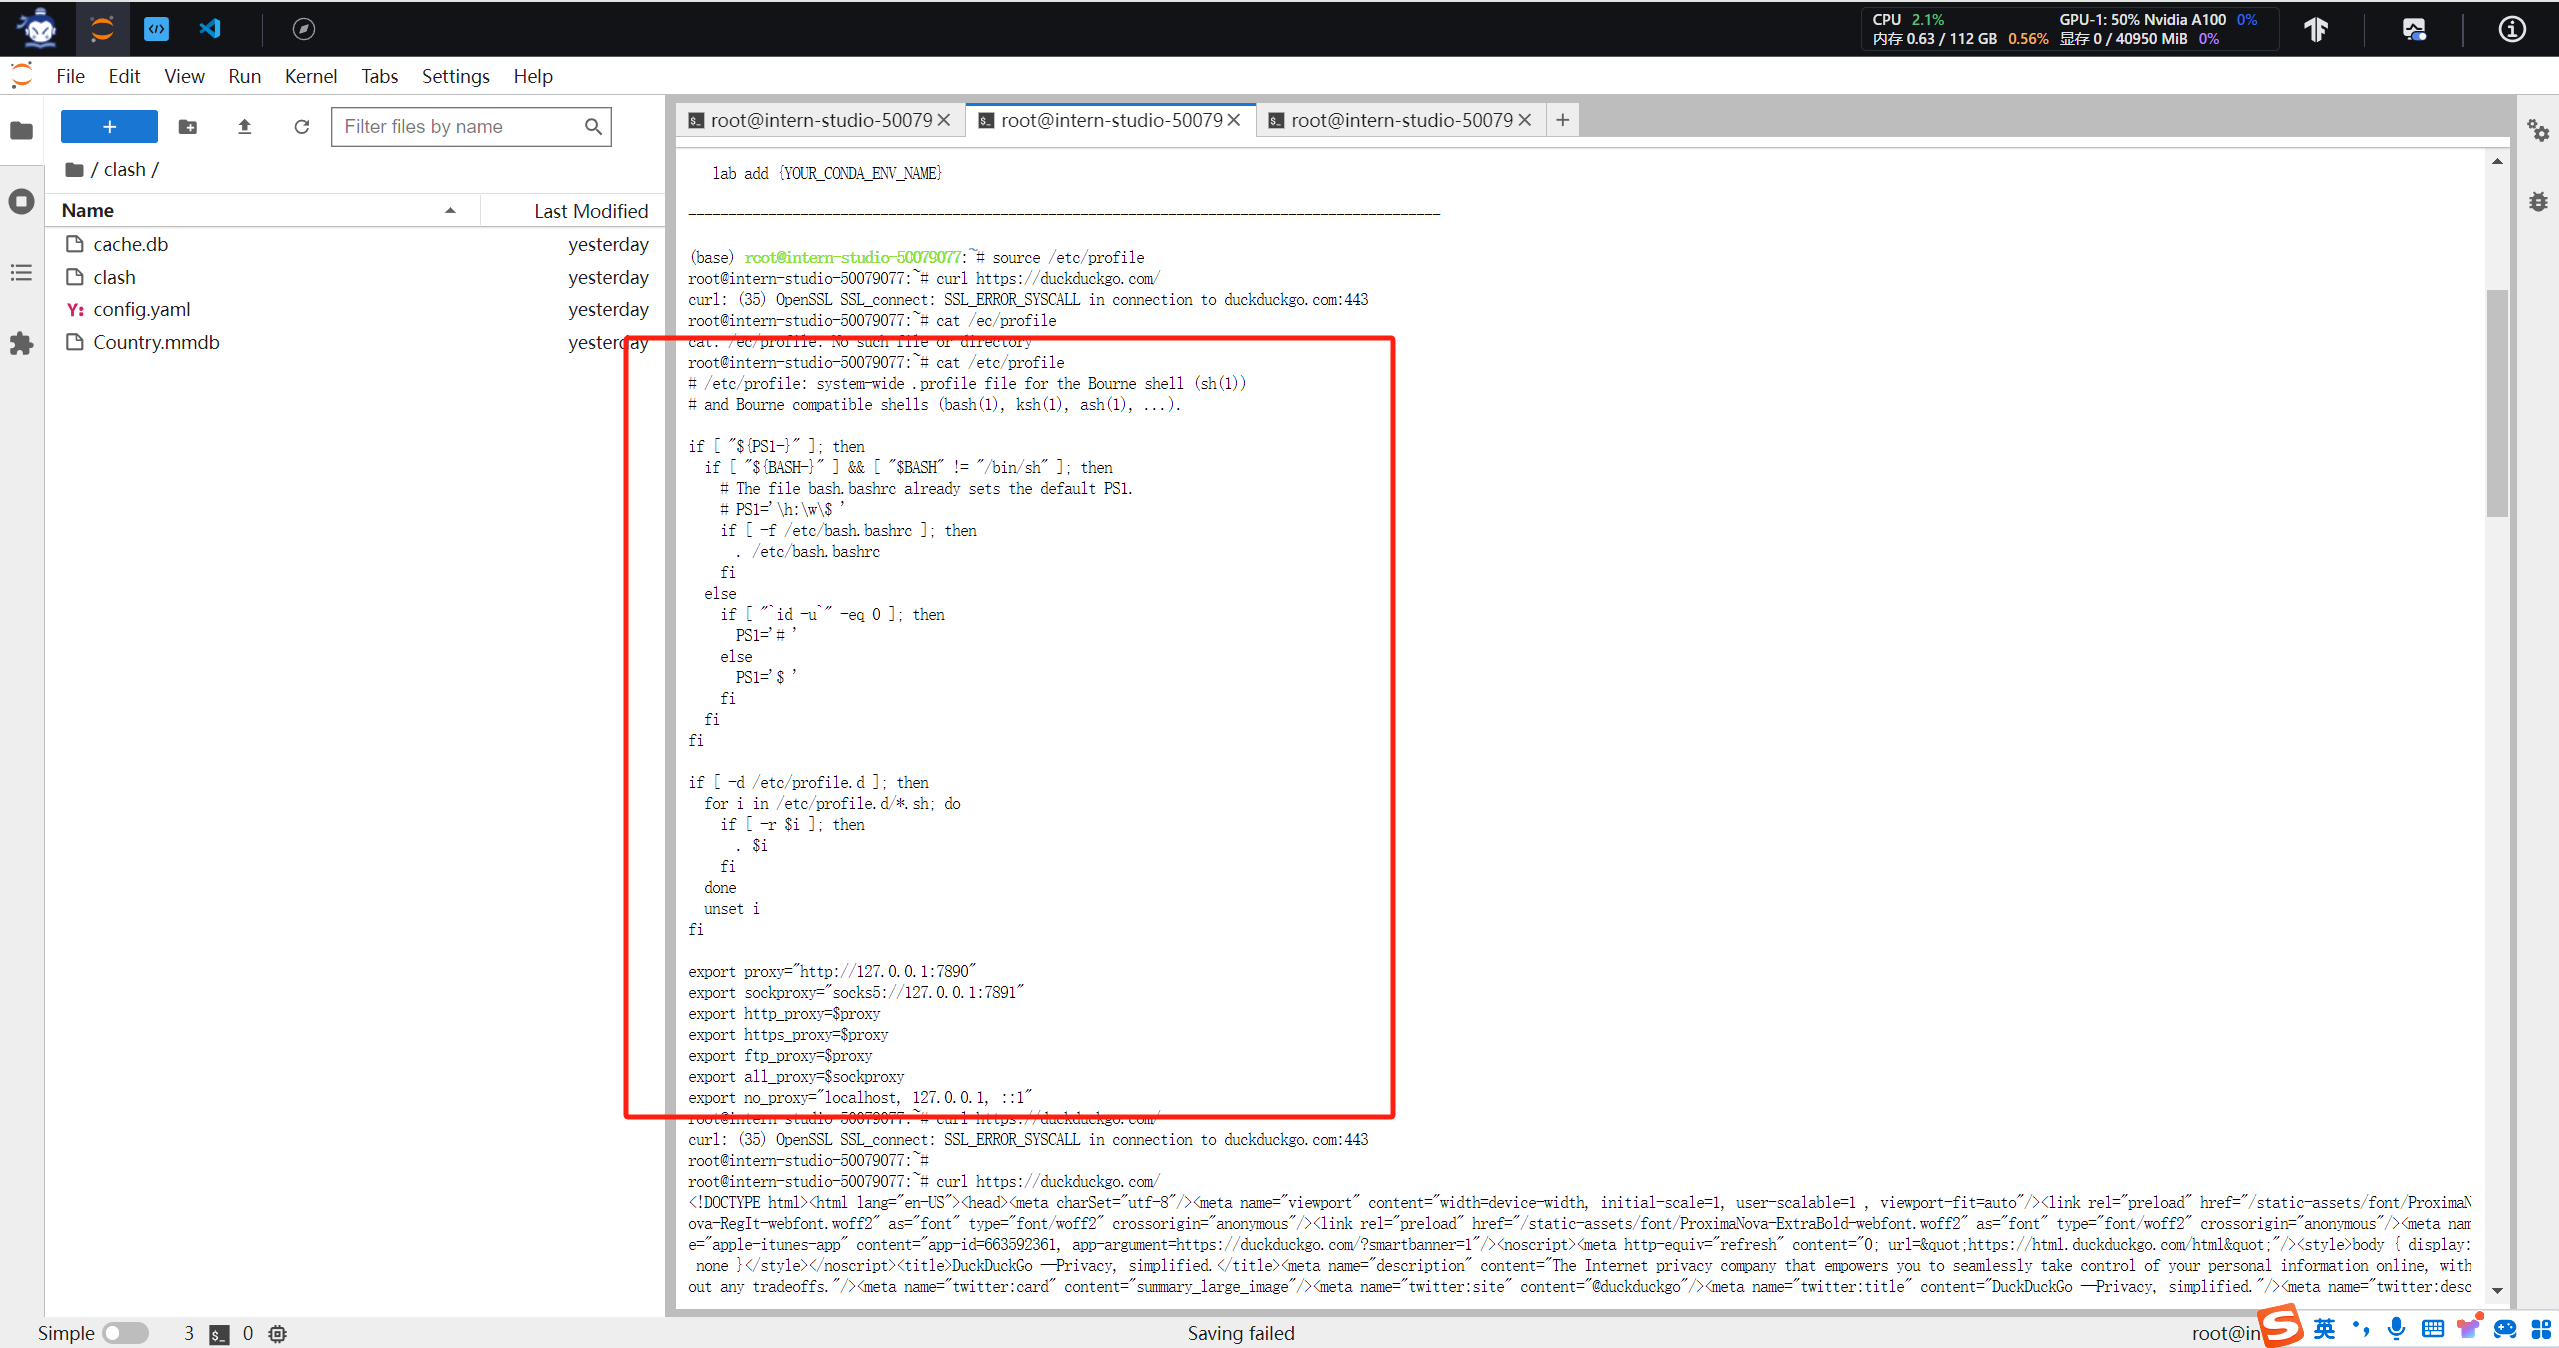 CPU 2.1%
GPU-1: 50% Nvidia A100 0%
内存 0.63 / 112 GB 0.56%
显存 0 / 40950 MiB 0%
File Edit View Run Kernel Tabs Settings Help
Filter files by name
/ clash /
Name Last Modified
cache.db yesterday
clash yesterday
Y: config.yaml yesterday
Country.mmdb yesterday
root@intern-studio-50079 root@intern-studio-50079 root@intern-studio-50079
lab add {YOUR_CONDA_ENV_NAME}
(base) root@intern-studio-50079077:~# source /etc/profile
root@intern-studio-50079077:~# curl https://duckduckgo.com/
curl: (35) OpenSSL SSL_connect: SSL_ERROR_SYSCALL in connection to duckduckgo.com:443
root@intern-studio-50079077:~# cat /ec/profile
cat: /ec/profile: No such file or directory
root@intern-studio-50079077:~# cat /etc/profile
# /etc/profile: system-wide .profile file for the Bourne shell (sh(1))
# and Bourne compatible shells (bash(1), ksh(1), ash(1), ...).
if [ "${PS1-}" ]; then
if [ "${BASH-}" ] && [ "$BASH" != "/bin/sh" ]; then
# The file bash.bashrc already sets the default PS1.
# PS1='\h:\w\$ '
if [ -f /etc/bash.bashrc ]; then
. /etc/bash.bashrc
fi
else
if [ "`id -u`" -eq 0 ]; then
PS1='# '
else
PS1='$ '
fi
fi
fi
if [ -d /etc/profile.d ]; then
for i in /etc/profile.d/*.sh; do
if [ -r $i ]; then
. $i
fi
done
unset i
fi
export proxy="http://127.0.0.1:7890"
export sockproxy="socks5://127.0.0.1:7891"
export http_proxy=$proxy
export https_proxy=$proxy
export ftp_proxy=$proxy
export all_proxy=$sockproxy
export no_proxy="localhost, 127.0.0.1, ::1"
root@intern-studio-50079077:~# curl https://duckduckgo.com/
curl: (35) OpenSSL SSL_connect: SSL_ERROR_SYSCALL in connection to duckduckgo.com:443
root@intern-studio-50079077:~#
root@intern-studio-50079077:~# curl https://duckduckgo.com/
<!DOCTYPE html><html lang="en-US"><head><meta charSet="utf-8"/><meta name="viewport" content="width=device-width, initial-scale=1, user-scalable=1 , viewport-fit=auto"/><link rel="preload" href="/static-assets/font/ProximaN
ova-RegIt-webfont.woff2" as="font" type="font/woff2" crossorigin="anonymous"/><link rel="preload" href="/static-assets/font/ProximaNova-ExtraBold-webfont.woff2" as="font" type="font/woff2" crossorigin="anonymous"/><meta nam
e="apple-itunes-app" content="app-id=663592361, app-argument=https://duckduckgo.com/?smartbanner=1"/><noscript><meta http-equiv="refresh" content="0; url=&quot;https://html.duckduckgo.com/html&quot;"/><style>body { display:
none }</style></noscript><title>DuckDuckGo —Privacy, simplified.</title><meta name="description" content="The Internet privacy company that empowers you to seamlessly take control of your personal information online, with
out any tradeoffs."/><meta name="twitter:card" content="summary_large_image"/><meta name="twitter:site" content="@duckduckgo"/><meta name="twitter:title" content="DuckDuckGo —Privacy, simplified."/><meta name="twitter:desc
Simple 3 0 Saving failed root@in
英